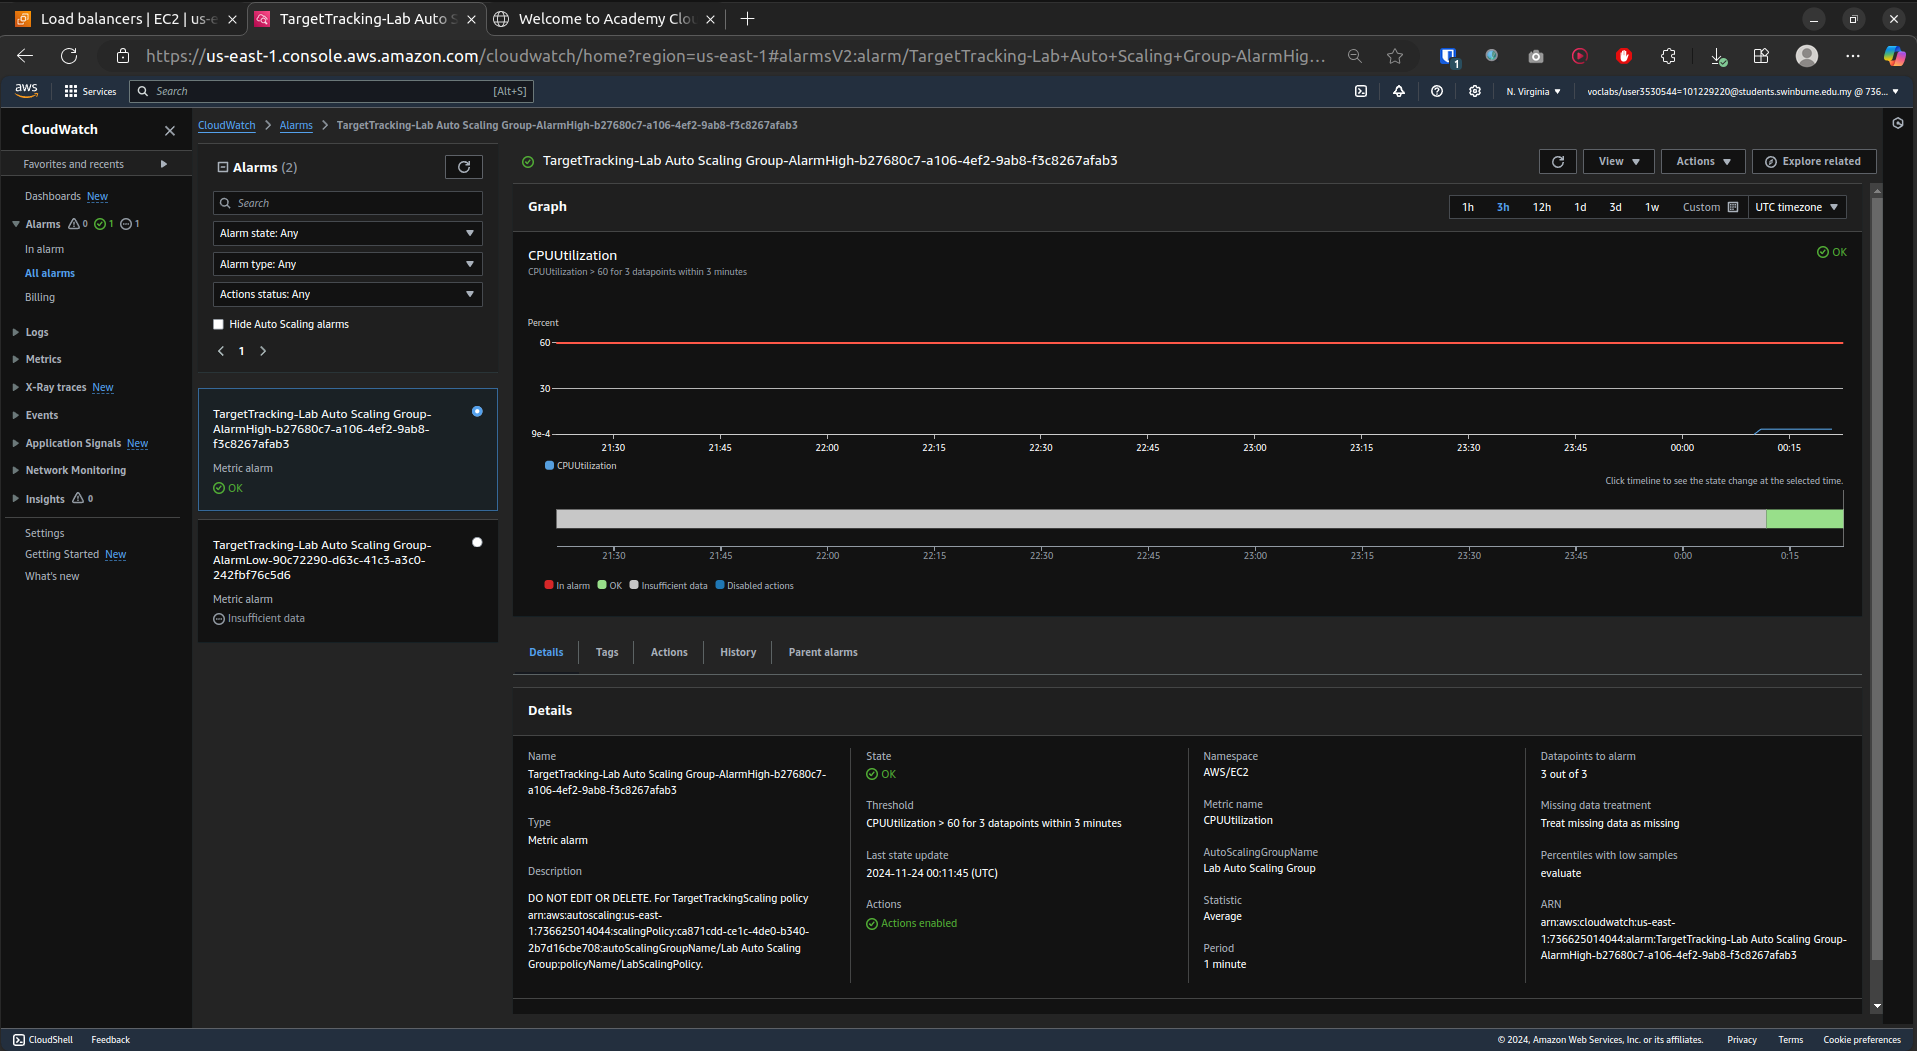 Load balancers | EC2 | us-e
TargetTracking-Lab Auto S
Welcome to Academy Clou
https://us-east-1.console.aws.amazon.com/cloudwatch/home?region=us-east-1#alarmsV2:alarm/TargetTracking-Lab+Auto+Scaling+Group-AlarmHig...
1
aws
Services
Search
[Alt+S]
N. Virginia
voclabs/user3530544=101229220@students.swinburne.edu.my @ 736...
CloudWatch
Favorites and recents
Dashboards New
Alarms 0 1 1
In alarm
All alarms
Billing
Logs
Metrics
X-Ray traces New
Events
Application Signals New
Network Monitoring
Insights 0
Settings
Getting Started New
What's new
CloudWatch
Alarms
TargetTracking-Lab Auto Scaling Group-AlarmHigh-b27680c7-a106-4ef2-9ab8-f3c8267afab3
Alarms (2)
Search
Alarm state: Any
Alarm type: Any
Actions status: Any
Hide Auto Scaling alarms
1
TargetTracking-Lab Auto Scaling Group-
AlarmHigh-b27680c7-a106-4ef2-9ab8-
f3c8267afab3
Metric alarm
OK
TargetTracking-Lab Auto Scaling Group-
AlarmLow-90c72290-d63c-41c3-a3c0-
242fbf76c5d6
Metric alarm
Insufficient data
TargetTracking-Lab Auto Scaling Group-AlarmHigh-b27680c7-a106-4ef2-9ab8-f3c8267afab3
View
Actions
Explore related
Graph
1h 3h 12h 1d 3d 1w Custom UTC timezone
CPUUtilization
OK
CPUUtilization > 60 for 3 datapoints within 3 minutes
Percent
60
30
9e-4
21:30 21:45 22:00 22:15 22:30 22:45 23:00 23:15 23:30 23:45 00:00 00:15
CPUUtilization
Click timeline to see the state change at the selected time.
21:30 21:45 22:00 22:15 22:30 22:45 23:00 23:15 23:30 23:45 0:00 0:15
In alarm OK Insufficient data Disabled actions
Details
Tags
Actions
History
Parent alarms
Details
Name
TargetTracking-Lab Auto Scaling Group-AlarmHigh-b27680c7-
a106-4ef2-9ab8-f3c8267afab3
Type
Metric alarm
Description
DO NOT EDIT OR DELETE. For TargetTrackingScaling policy
arn:aws:autoscaling:us-east-
1:736625014044:scalingPolicy:ca871cdd-ce1c-4de0-b340-
2b7d16cbe708:autoScalingGroupName/Lab Auto Scaling
Group:policyName/LabScalingPolicy.
State
OK
Threshold
CPUUtilization > 60 for 3 datapoints within 3 minutes
Last state update
2024-11-24 00:11:45 (UTC)
Actions
Actions enabled
Namespace
AWS/EC2
Metric name
CPUUtilization
AutoScalingGroupName
Lab Auto Scaling Group
Statistic
Average
Period
1 minute
Datapoints to alarm
3 out of 3
Missing data treatment
Treat missing data as missing
Percentiles with low samples
evaluate
ARN
arn:aws:cloudwatch:us-east-
1:736625014044:alarm:TargetTracking-Lab Auto Scaling Group-
AlarmHigh-b27680c7-a106-4ef2-9ab8-f3c8267afab3
CloudShell
Feedback
© 2024, Amazon Web Services, Inc. or its affiliates.
Privacy
Terms
Cookie preferences